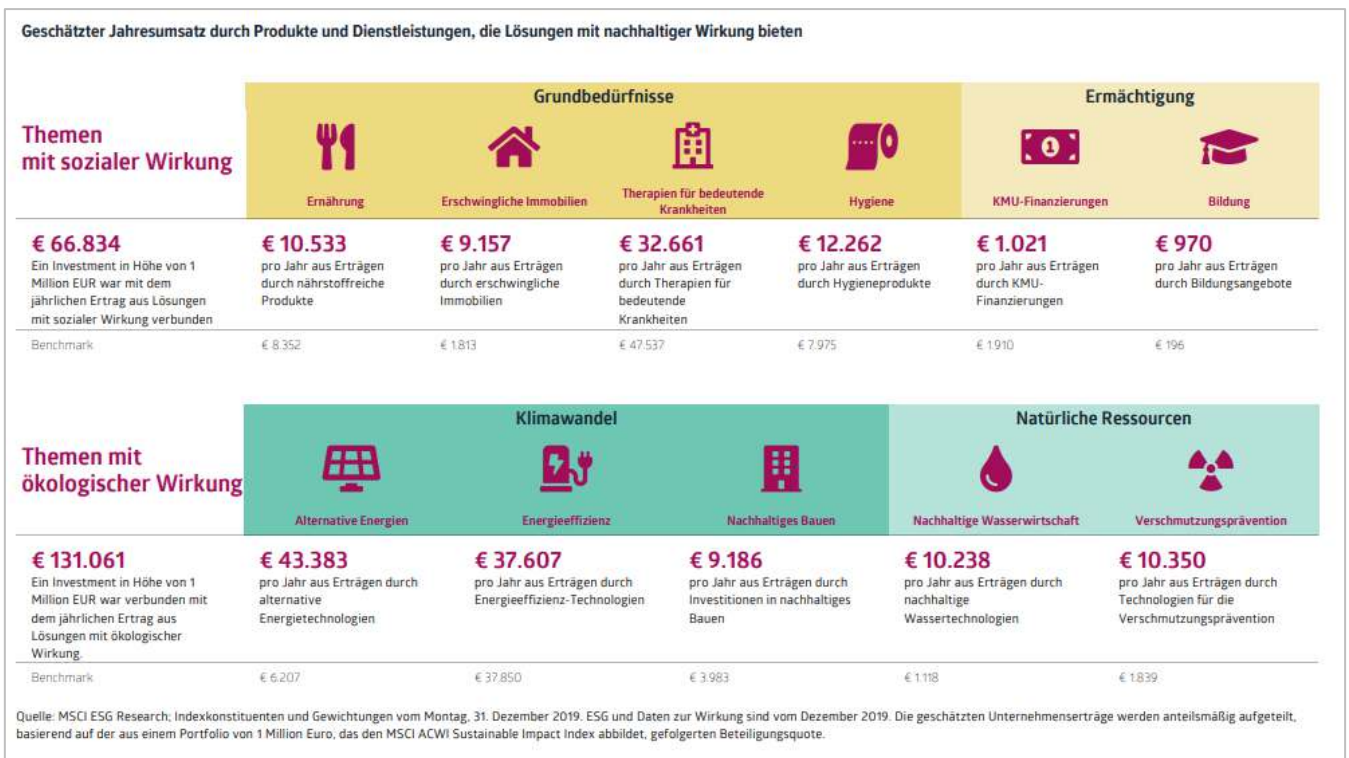 Geschätzter Jahresumsatz durch Produkte und Dienstleistungen, die Lösungen mit nachhaltiger Wirkung bieten
Themen
mit sozialer Wirkung
Grundbedürfnisse
Ermächtigung
1
Ernährung
Erschwingliche Immobilien
Therapien für bedeutende
Krankheiten
Hygiene
KMU-Finanzierungen
Bildung
€ 66.834
Ein Investment in Höhe von 1
Million EUR war mit dem
jährlichen Ertrag aus Lösungen
mit sozialer Wirkung verbunden
€ 10.533
pro Jahr aus Erträgen
durch nährstoffreiche
Produkte
€ 9.157
pro Jahr aus Erträgen
durch erschwingliche
Immobilien
€ 32.661
pro Jahr aus Erträgen
durch Therapien für
bedeutende
Krankheiten
€ 12.262
pro Jahr aus Erträgen
durch Hygieneprodukte
€ 1.021
pro Jahr aus Erträgen
durch KMU-
Finanzierungen
€ 970
pro Jahr aus Erträgen
durch Bildungsangebote
Benchmark € 8.352 € 1.813 € 47.537 € 7.975 € 1.910 € 196
Themen mit
ökologischer Wirkung
Klimawandel
Natürliche Ressourcen
Alternative Energien
Energieeffizienz
Nachhaltiges Bauen
Nachhaltige Wasserwirtschaft
Verschmutzungsprävention
€ 131.061
Ein Investment in Höhe von 1
Million EUR war verbunden mit
dem jährlichen Ertrag aus
Lösungen mit ökologischer
Wirkung.
€ 43.383
pro Jahr aus Erträgen durch
alternative
Energietechnologien
€ 37.607
pro Jahr aus Erträgen durch
Energieeffizienz-Technologien
€ 9.186
pro Jahr aus Erträgen durch
Investitionen in nachhaltiges
Bauen
€ 10.238
pro Jahr aus Erträgen durch
nachhaltige
Wassertechnologien
€ 10.350
pro Jahr aus Erträgen durch
Technologien für die
Verschmutzungsprävention
Benchmark € 6.207 € 37.850 € 3.983 € 1.118 € 1.839
Quelle: MSCI ESG Research; Indexkonstituenten und Gewichtungen vom Montag, 31. Dezember 2019. ESG und Daten zur Wirkung sind vom Dezember 2019. Die geschätzten Unternehmenserträge werden anteilsmäßig aufgeteilt,
basierend auf der aus einem Portfolio von 1 Million Euro, das den MSCI ACWI Sustainable Impact Index abbildet, gefolgerten Beteiligungsquote.